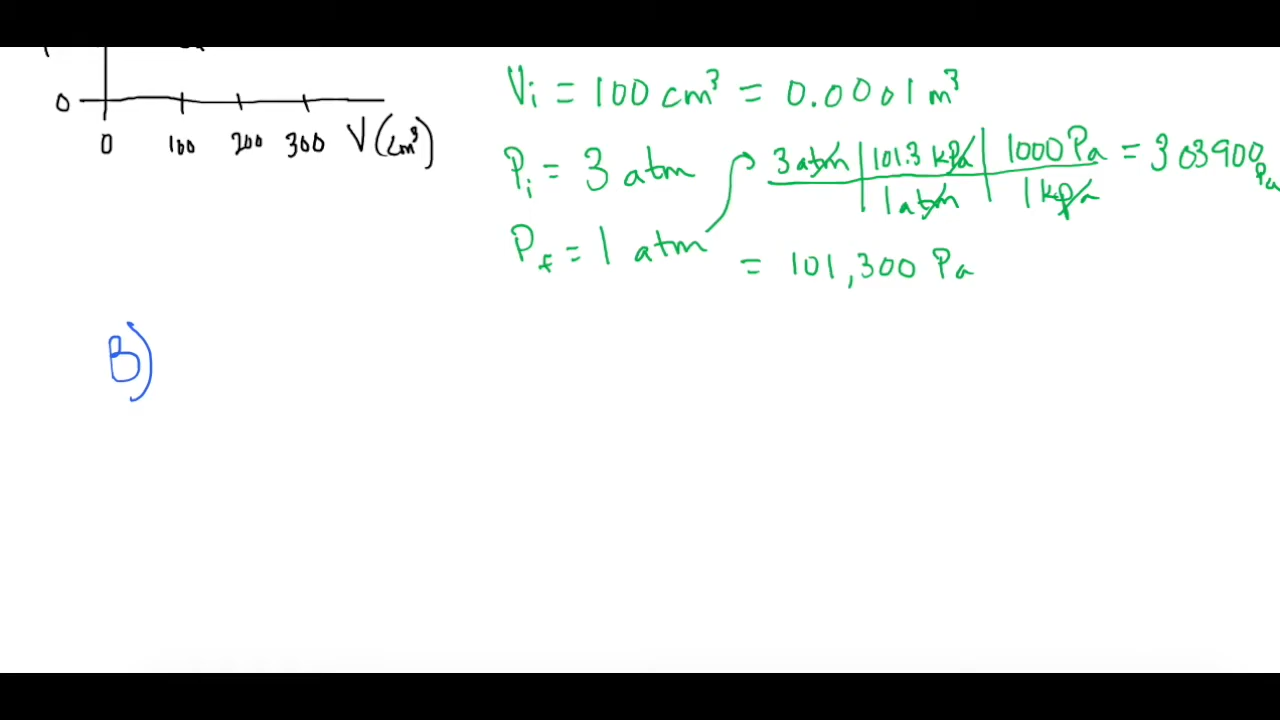 0
0 100 200 300 V(cm³)
Vi = 100 cm³ = 0.0001 m³
Pi = 3 atm 3 atm | 101.3 kPa | 1000 Pa = 303900 Pa
1 atm | 1 kPa
Pf = 1 atm = 101,300 Pa
B)